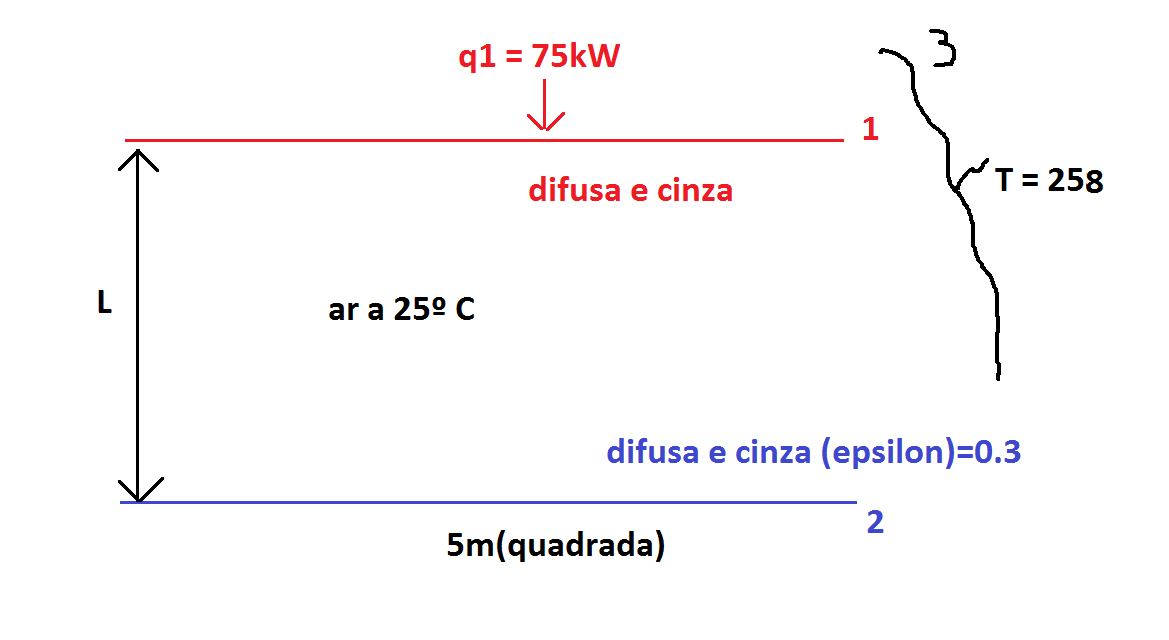 q1 = 75kW
3
1
difusa e cinza
T = 258
L
ar a 25º C
difusa e cinza (epsilon)=0.3
2
5m(quadrada)